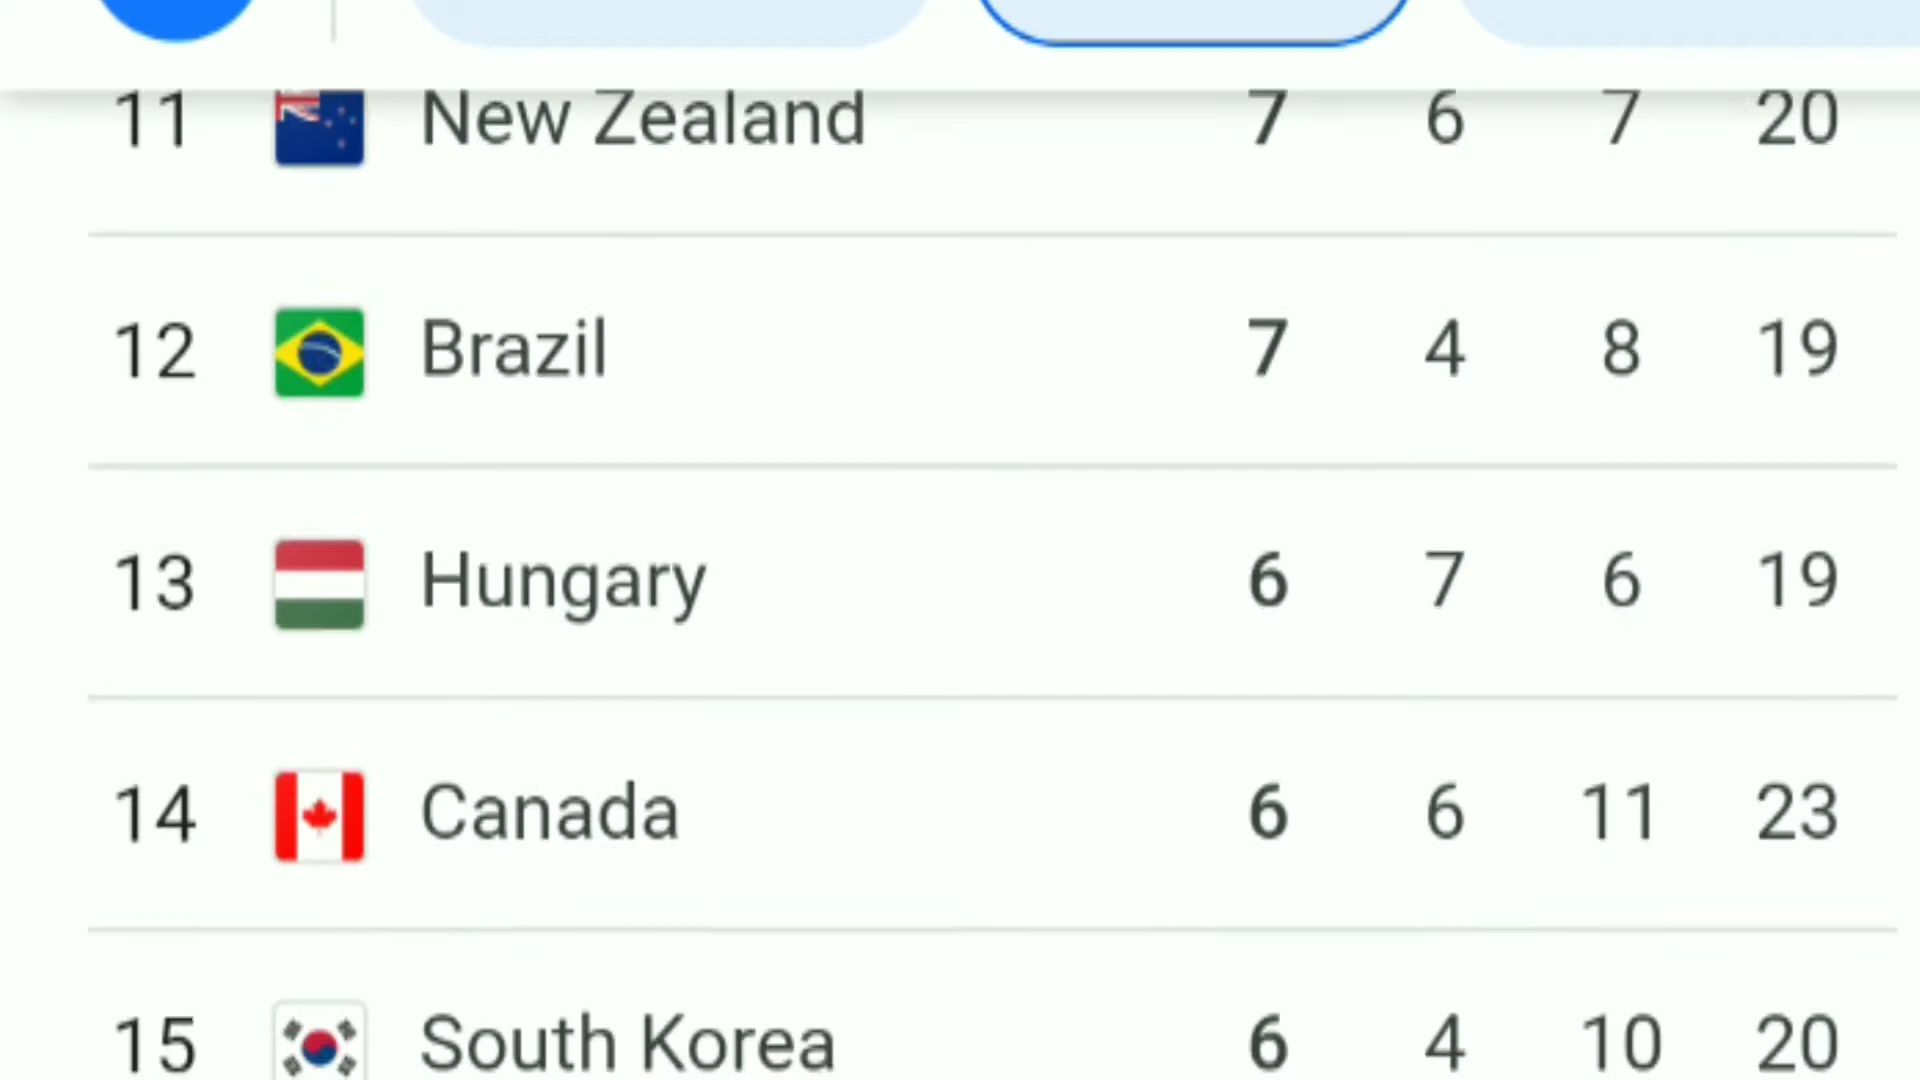 11 New Zealand 7 6 7 20
12 Brazil 7 4 8 19
13 Hungary 6 7 6 19
14 Canada 6 6 11 23
15 South Korea 6 4 10 20